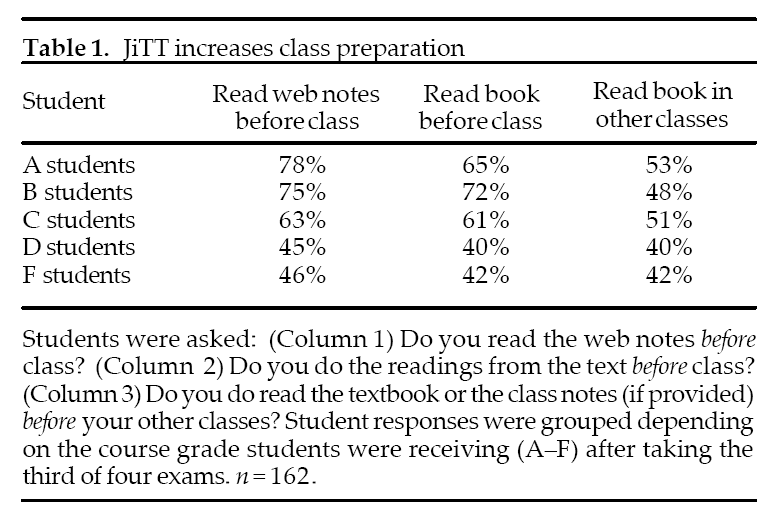 Table 1. JiTT increases class preparation
Student Read web notes before class Read book before class Read book in other classes
A students 78% 65% 53%
B students 75% 72% 48%
C students 63% 61% 51%
D students 45% 40% 40%
F students 46% 42% 42%
Students were asked: (Column 1) Do you read the web notes before
class? (Column 2) Do you do the readings from the text before class?
(Column 3) Do you do read the textbook or the class notes (if provided)
before your other classes? Student responses were grouped depending
on the course grade students were receiving (A–F) after taking the
third of four exams. n = 162.